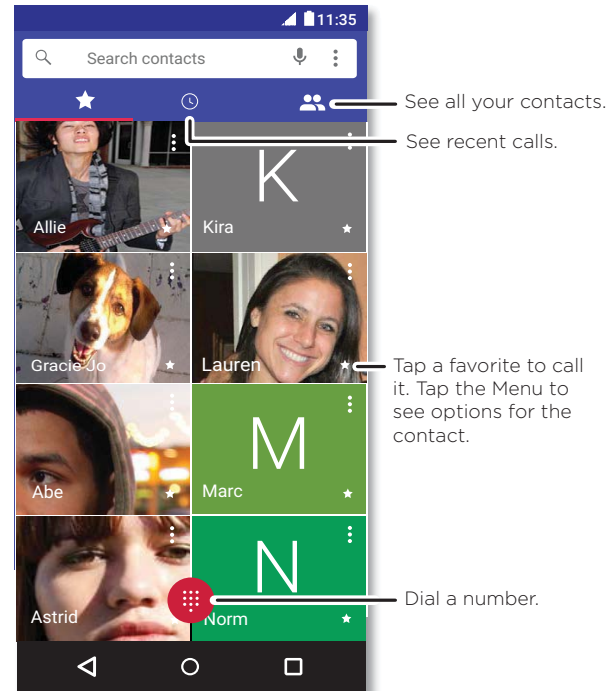 11:35
Search contacts
See all your contacts.
See recent calls.
K
Allie
Kira
Gracie Jo
Lauren
Tap a favorite to call
it. Tap the Menu to
see options for the
contact.
M
Abe
Marc
N
Dial a number.
Astrid
Norm